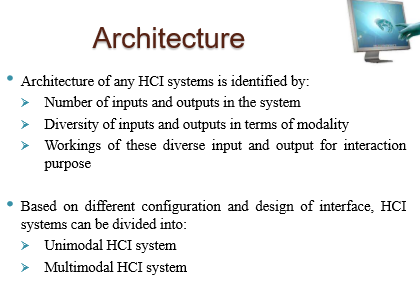 Architecture
• Architecture of any HCI systems is identified by:
➢ Number of inputs and outputs in the system
➢ Diversity of inputs and outputs in terms of modality
➢ Workings of these diverse input and output for interaction
purpose
• Based on different configuration and design of interface, HCI
systems can be divided into:
➢ Unimodal HCI system
➢ Multimodal HCI system